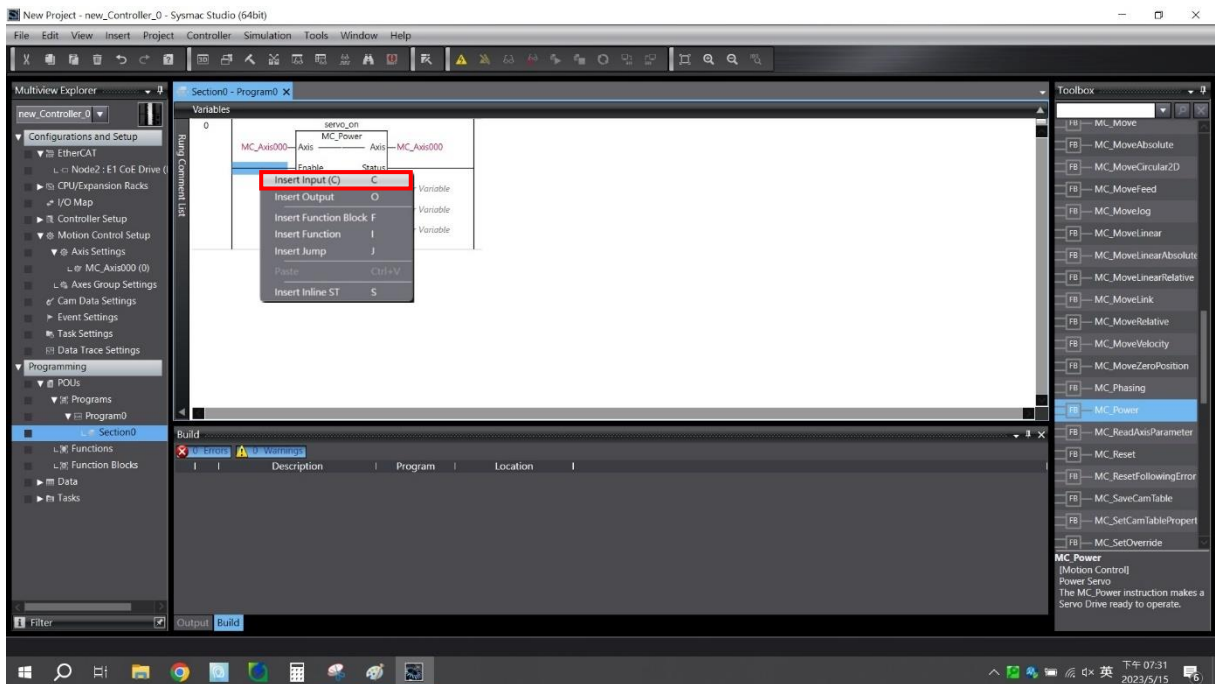 New Project - new_Controller_0 - Sysmac Studio (64bit)
File Edit View Insert Project Controller Simulation Tools Window Help
Multiview Explorer
new_Controller_0
Configurations and Setup
EtherCAT
Node2 : E1 CoE Drive (
CPU/Expansion Racks
I/O Map
Controller Setup
Motion Control Setup
Axis Settings
MC_Axis000 (0)
Axes Group Settings
Cam Data Settings
Event Settings
Task Settings
Data Trace Settings
Programming
POUs
Programs
Program0
Section0
Functions
Function Blocks
Data
Tasks
Filter
Section0 - Program0
Variables
Rung Comment List
0
servo_on
MC_Power
MC_Axis000 Axis Axis MC_Axis000
Enable Status
Variable
Variable
Variable
Insert Input (C) C
Insert Output O
Insert Function Block F
Insert Function I
Insert Jump J
Paste Ctrl+V
Insert Inline ST S
Build
0 Errors 0 Warnings
Description Program Location
Output Build
Toolbox
FB MC_Move
FB MC_MoveAbsolute
FB MC_MoveCircular2D
FB MC_MoveFeed
FB MC_MoveJog
FB MC_MoveLinear
FB MC_MoveLinearAbsolute
FB MC_MoveLinearRelative
FB MC_MoveLink
FB MC_MoveRelative
FB MC_MoveVelocity
FB MC_MoveZeroPosition
FB MC_Phasing
FB MC_Power
FB MC_ReadAxisParameter
FB MC_Reset
FB MC_ResetFollowingError
FB MC_SaveCamTable
FB MC_SetCamTablePropert
FB MC_SetOverride
MC_Power
[Motion Control]
Power Servo
The MC_Power instruction makes a
Servo Drive ready to operate.
英
下午 07:31
2023/5/15